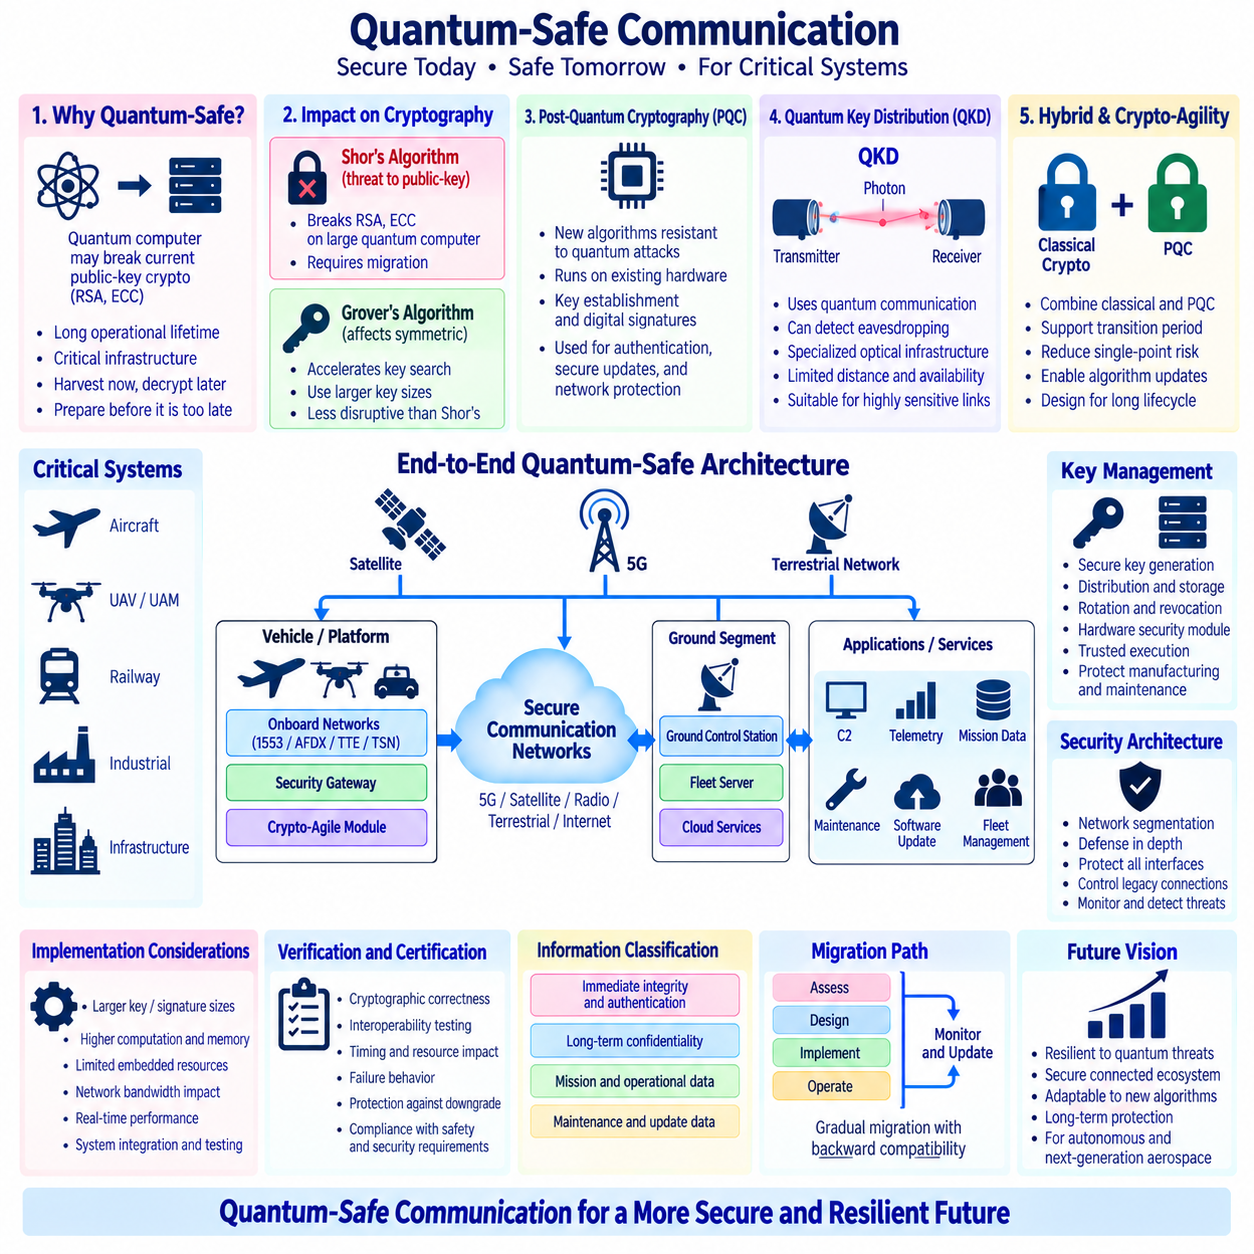 Quantum-Safe Communication
Secure Today • Safe Tomorrow • For Critical Systems
1. Why Quantum-Safe?
Quantum computer
may break current
public-key crypto
(RSA, ECC)
• Long operational lifetime
• Critical infrastructure
• Harvest now, decrypt later
• Prepare before it is too late
2. Impact on Cryptography
Shor's Algorithm
(threat to public-key)
• Breaks RSA, ECC
on large quantum computer
• Requires migration
Grover's Algorithm
(affects symmetric)
• Accelerates key search
• Use larger key sizes
• Less disruptive than Shor's
3. Post-Quantum Cryptography (PQC)
• New algorithms resistant
to quantum attacks
• Runs on existing hardware
• Key establishment
and digital signatures
• Used for authentication,
secure updates, and
network protection
4. Quantum Key Distribution (QKD)
QKD
Photon
Transmitter
Receiver
• Uses quantum communication
• Can detect eavesdropping
• Specialized optical infrastructure
• Limited distance and availability
• Suitable for highly sensitive links
5. Hybrid & Crypto-Agility
+
Classical
Crypto
PQC
• Combine classical and PQC
• Support transition period
• Reduce single-point risk
• Enable algorithm updates
• Design for long lifecycle
Critical Systems
Aircraft
UAV / UAM
Railway
Industrial
Infrastructure
End-to-End Quantum-Safe Architecture
Satellite
5G
Terrestrial Network
Vehicle / Platform
Onboard Networks
(1553 / AFDX / TTE / TSN)
Security Gateway
Crypto-Agile Module
Secure
Communication
Networks
5G / Satellite / Radio /
Terrestrial / Internet
Ground Segment
Ground Control Station
Fleet Server
Cloud Services
Applications / Services
C2
Telemetry
Mission Data
Maintenance
Software
Update
Fleet
Management
Key Management
• Secure key generation
• Distribution and storage
• Rotation and revocation
• Hardware security module
• Trusted execution
• Protect manufacturing
and maintenance
Security Architecture
• Network segmentation
• Defense in depth
• Protect all interfaces
• Control legacy connections
• Monitor and detect threats
Implementation Considerations
• Larger key / signature sizes
• Higher computation and memory
• Limited embedded resources
• Network bandwidth impact
• Real-time performance
• System integration and testing
Verification and Certification
• Cryptographic correctness
• Interoperability testing
• Timing and resource impact
• Failure behavior
• Protection against downgrade
• Compliance with safety
and security requirements
Information Classification
Immediate integrity
and authentication
Long-term confidentiality
Mission and operational data
Maintenance and update data
Migration Path
Assess
Design
Implement
Operate
Monitor
and Update
Gradual migration with
backward compatibility
Future Vision
• Resilient to quantum threats
• Secure connected ecosystem
• Adaptable to new algorithms
• Long-term protection
• For autonomous and
next-generation aerospace
Quantum-Safe Communication for a More Secure and Resilient Future